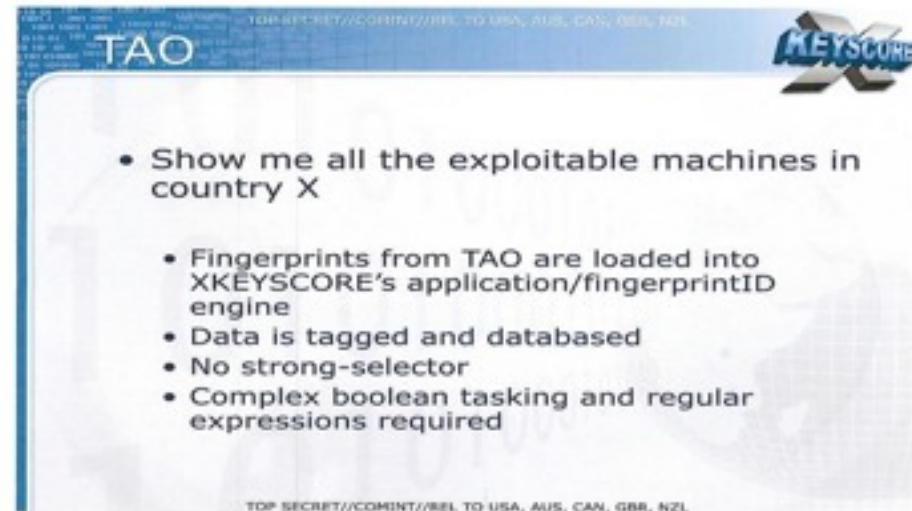 TOP SECRET//COMINT//REL TO USA, AUS, CAN, GBR, NZL
TAO
XKEYSCORE
• Show me all the exploitable machines in
country X
• Fingerprints from TAO are loaded into
XKEYSCORE's application/fingerprintID
engine
• Data is tagged and databased
• No strong-selector
• Complex boolean tasking and regular
expressions required
TOP SECRET//COMINT//REL TO USA, AUS, CAN, GBR, NZL